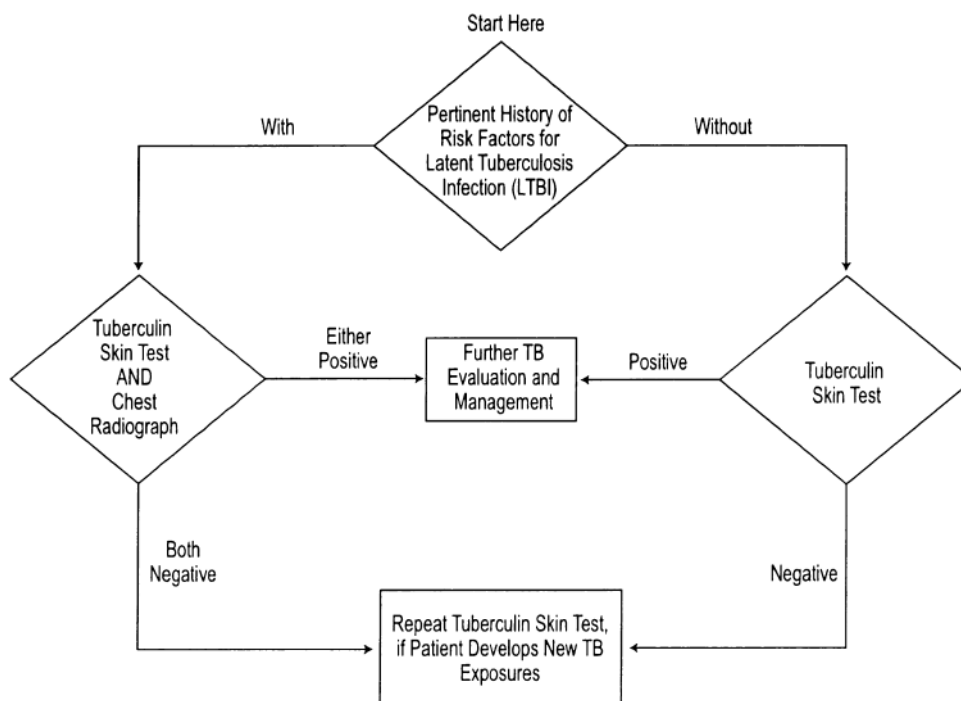 Start Here
Pertinent History of
Risk Factors for
Latent Tuberculosis
Infection (LTBI)
With
Without
Tuberculin
Skin Test
AND
Chest
Radiograph
Either
Positive
Further TB
Evaluation and
Management
Positive
Tuberculin
Skin Test
Both
Negative
Negative
Repeat Tuberculin Skin Test,
if Patient Develops New TB
Exposures